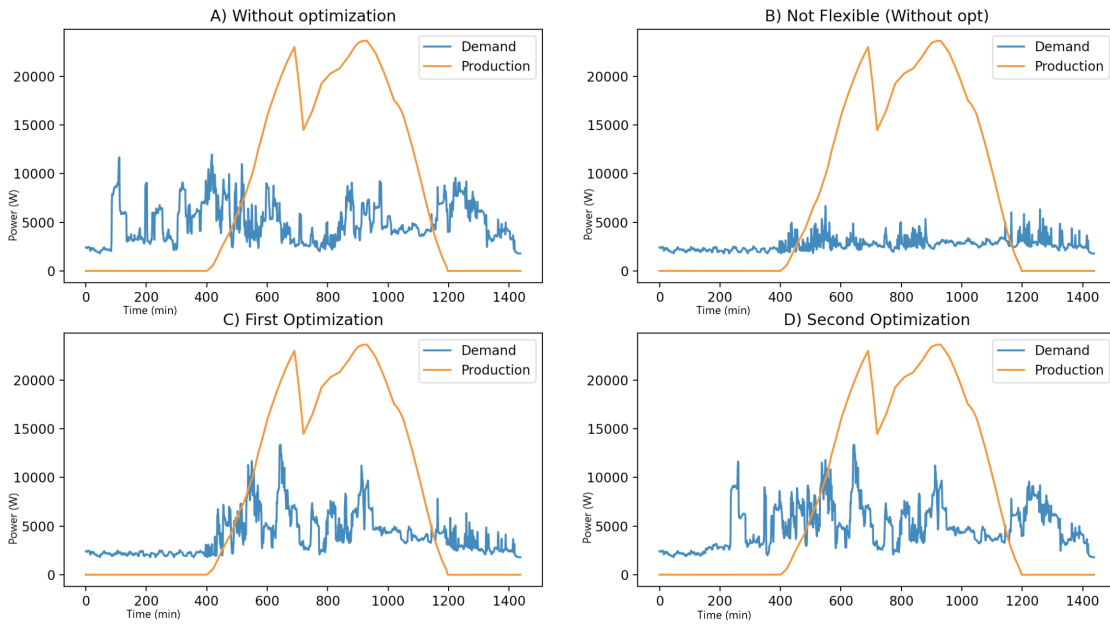 A) Without optimization
Demand
Production
Power (W)
20000
15000
10000
5000
0
0 200 400 600 800 1000 1200 1400
Time (min)
B) Not Flexible (Without opt)
Demand
Production
Power (W)
20000
15000
10000
5000
0
0 200 400 600 800 1000 1200 1400
Time (min)
C) First Optimization
Demand
Production
Power (W)
20000
15000
10000
5000
0
0 200 400 600 800 1000 1200 1400
Time (min)
D) Second Optimization
Demand
Production
Power (W)
20000
15000
10000
5000
0
0 200 400 600 800 1000 1200 1400
Time (min)